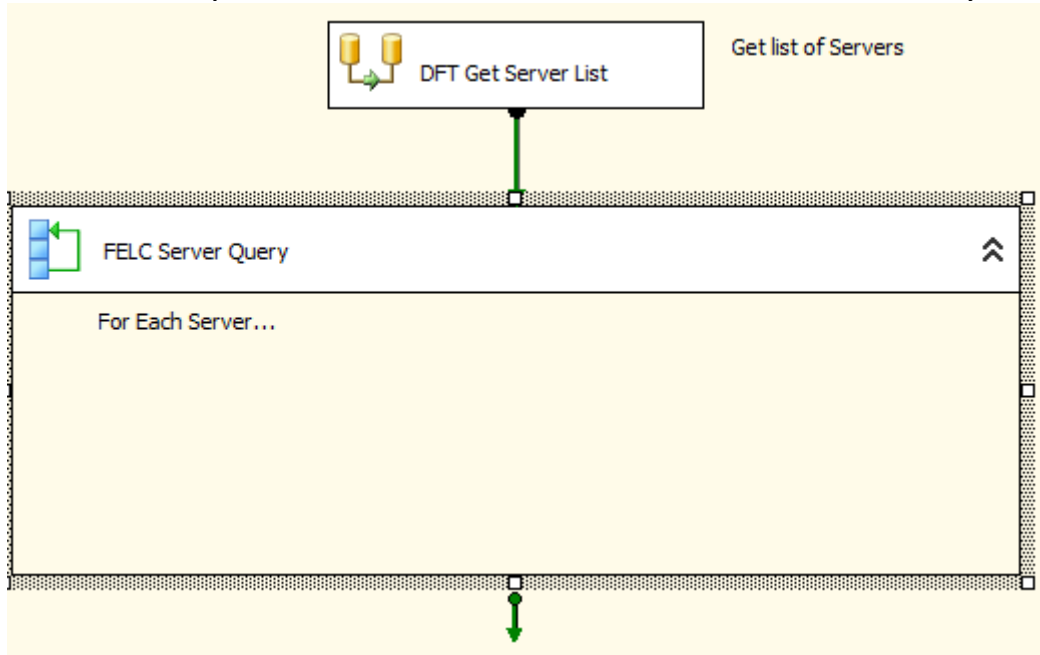 DFT Get Server List
Get list of Servers
FELC Server Query
For Each Server...